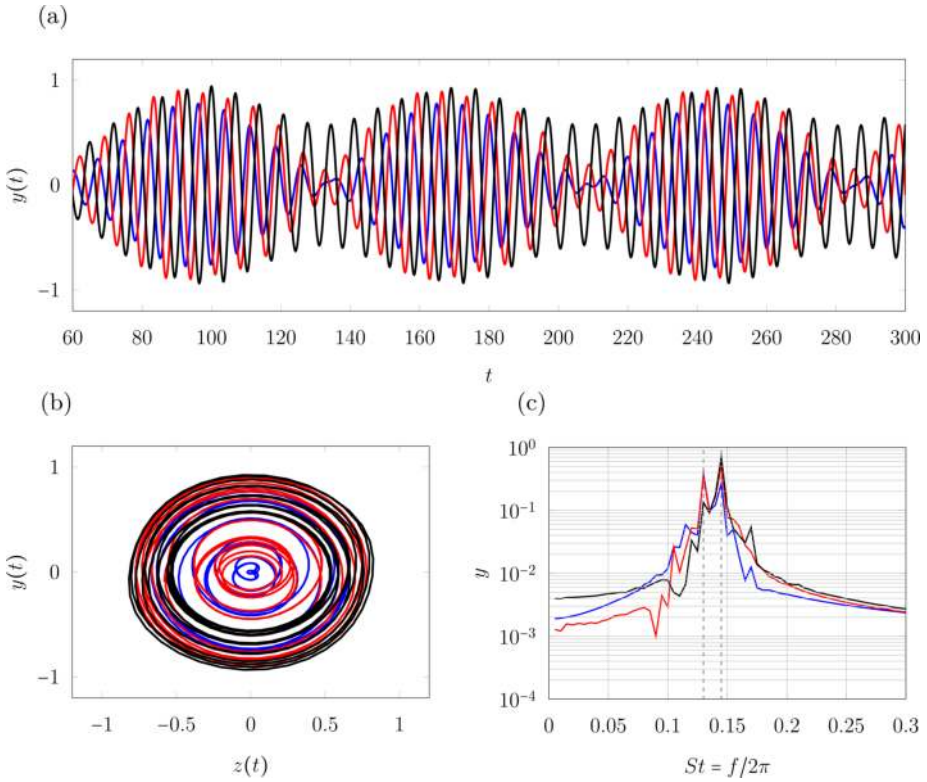 (a)
1
0
−1
y(t)
60 80 100 120 140 160 180 200 220 240 260 280 300
t
(b)
1
0
−1
y(t)
−1 −0.5 0 0.5 1
z(t)
(c)
10⁰
10⁻¹
10⁻²
10⁻³
10⁻⁴
y
0 0.05 0.1 0.15 0.2 0.25 0.3
St = f/2π